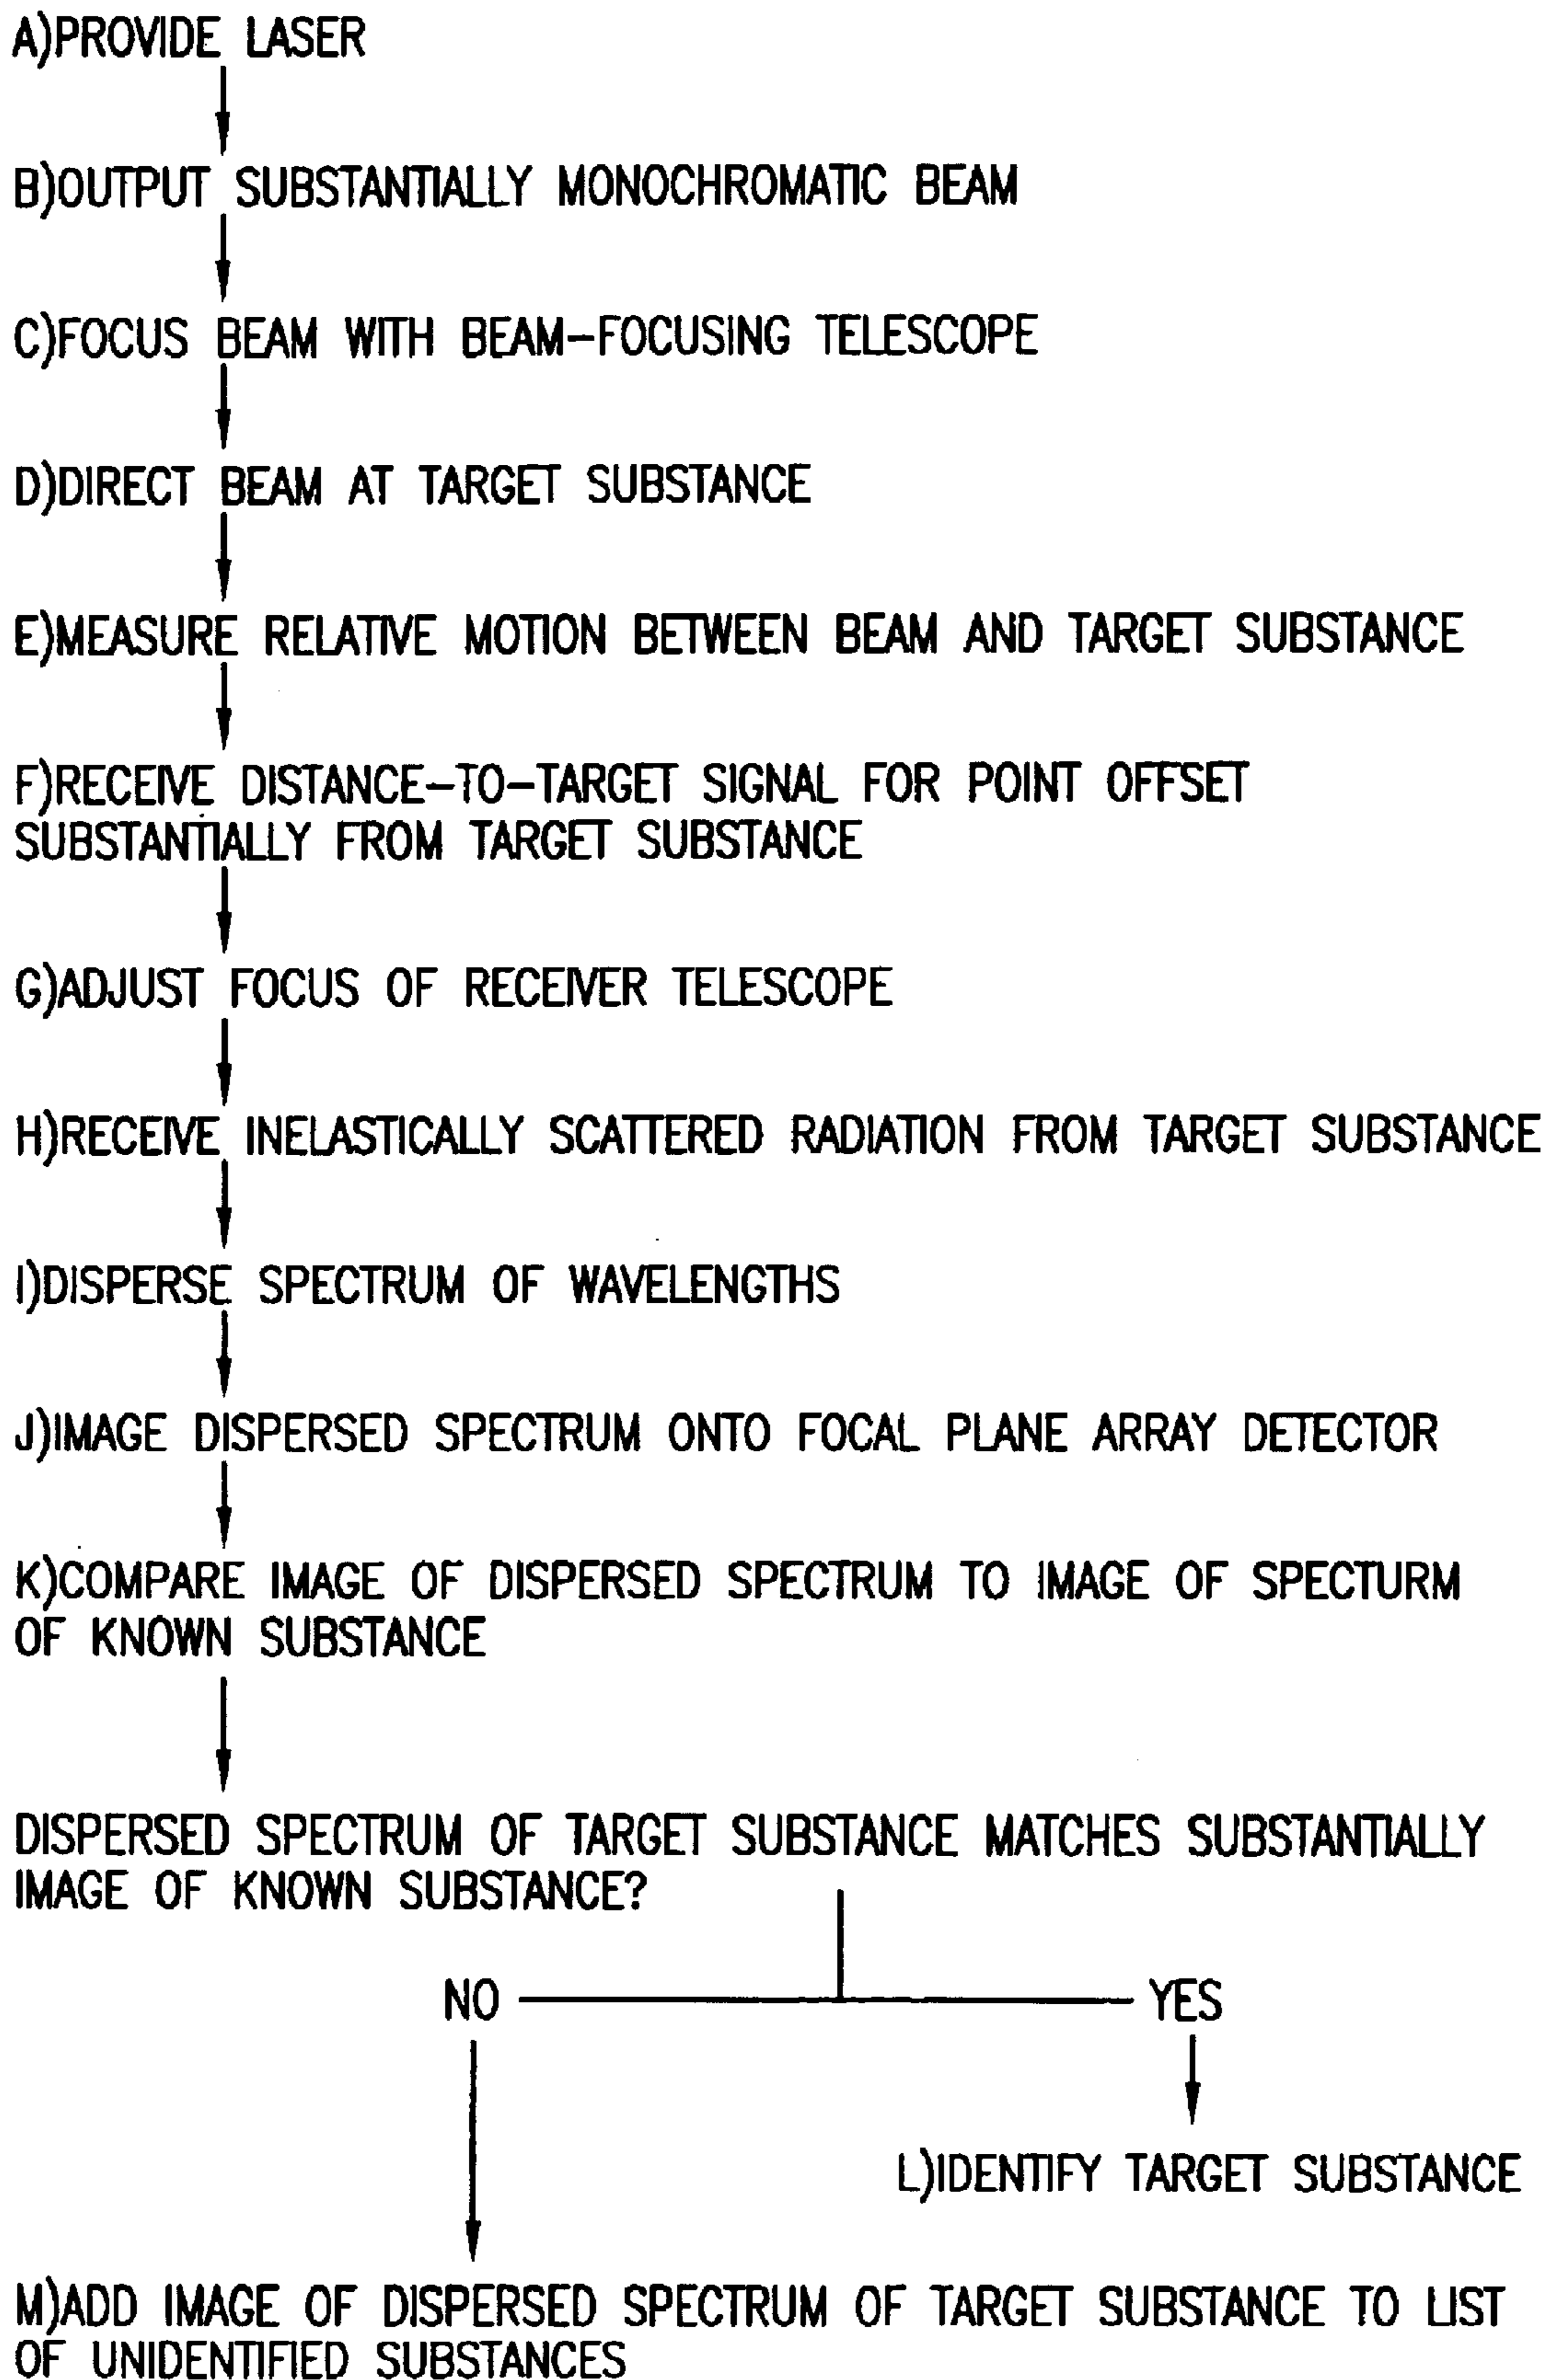 A)PROVIDE LASER
B)OUTPUT SUBSTANTIALLY MONOCHROMATIC BEAM
C)FOCUS BEAM WITH BEAM-FOCUSING TELESCOPE
D)DIRECT BEAM AT TARGET SUBSTANCE
E)MEASURE RELATIVE MOTION BETWEEN BEAM AND TARGET SUBSTANCE
F)RECEIVE DISTANCE-TO-TARGET SIGNAL FOR POINT OFFSET
SUBSTANTIALLY FROM TARGET SUBSTANCE
G)ADJUST FOCUS OF RECEIVER TELESCOPE
H)RECEIVE INELASTICALLY SCATTERED RADIATION FROM TARGET SUBSTANCE
I)DISPERSE SPECTRUM OF WAVELENGTHS
J)IMAGE DISPERSED SPECTRUM ONTO FOCAL PLANE ARRAY DETECTOR
K)COMPARE IMAGE OF DISPERSED SPECTRUM TO IMAGE OF SPECTURM
OF KNOWN SUBSTANCE
DISPERSED SPECTRUM OF TARGET SUBSTANCE MATCHES SUBSTANTIALLY
IMAGE OF KNOWN SUBSTANCE?
NO YES
L)IDENTIFY TARGET SUBSTANCE
M)ADD IMAGE OF DISPERSED SPECTRUM OF TARGET SUBSTANCE TO LIST
OF UNIDENTIFIED SUBSTANCES